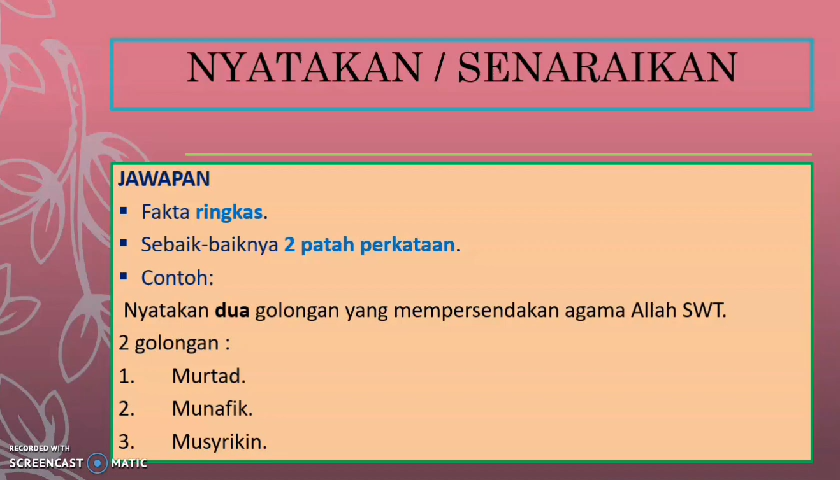 NYATAKAN / SENARAIKAN
JAWAPAN
▪ Fakta ringkas.
▪ Sebaik-baiknya 2 patah perkataan.
▪ Contoh:
Nyatakan dua golongan yang mempersendakan agama Allah SWT.
2 golongan :
1. Murtad.
2. Munafik.
3. Musyrikin.
RECORDED WITH
SCREENCAST MATIC